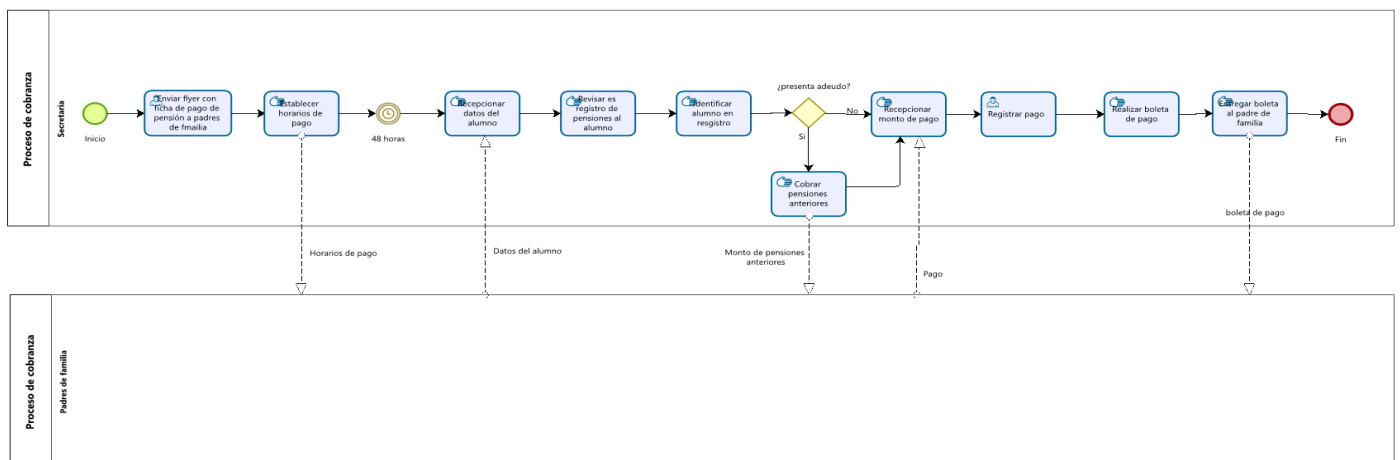 Proceso de cobranza
Secretaria
Inicio
Enviar flyer con
ficha de pago de
pensión a padres
de fmailia
Establecer
horarios de
pago
48 horas
Recepcionar
datos del
alumno
Revisar es
registro de
pensiones al
alumno
Identificar
alumno en
resgistro
¿presenta adeudo?
No
Si
Cobrar
pensiones
anteriores
Recepcionar
monto de pago
Registrar pago
Realizar boleta
de pago
Entregar boleta
al padre de
familia
Fin
Horarios de pago
Datos del alumno
Monto de pensiones
anteriores
Pago
boleta de pago
Proceso de cobranza
Padres de familia